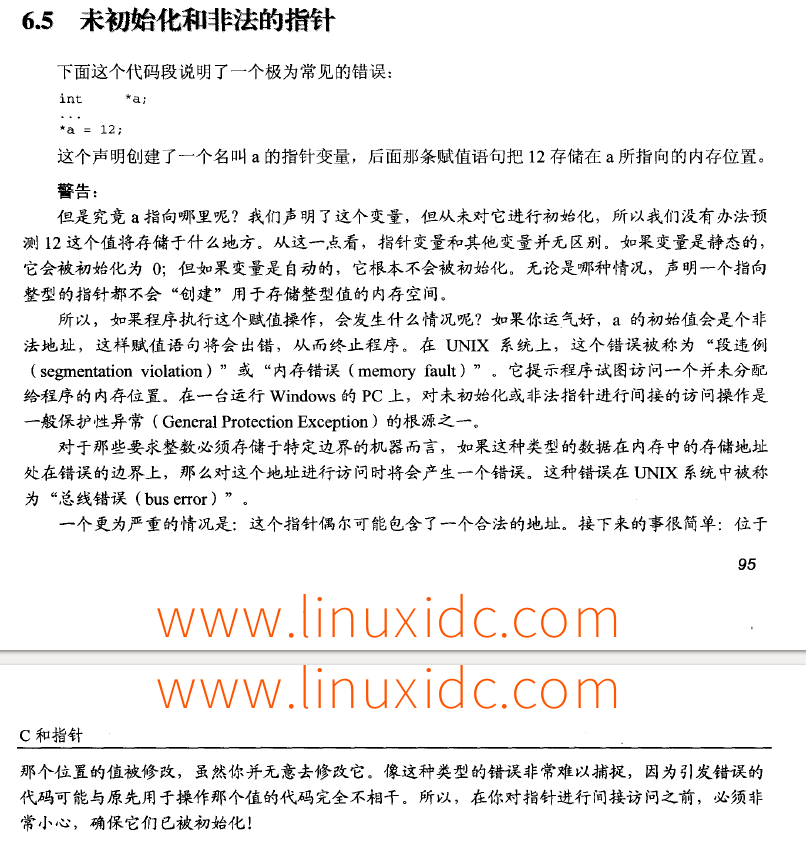 6.5 未初始化和非法的指针
下面这个代码段说明了一个极为常见的错误：
int *a;
...
*a = 12;
这个声明创建了一个名叫 a 的指针变量，后面那条赋值语句把 12 存储在 a 所指向的内存位置。
警告：
但是究竟 a 指向哪里呢？我们声明了这个变量，但从未对它进行初始化，所以我们没有办法预
测 12 这个值将存储于什么地方。从这一点看，指针变量和其他变量并无区别。如果变量是静态的，
它会被初始化为 0；但如果变量是自动的，它根本不会被初始化。无论是哪种情况，声明一个指向
整型的指针都不会“创建”用于存储整型值的内存空间。
所以，如果程序执行这个赋值操作，会发生什么情况呢？如果你运气好，a 的初始值会是个非
法地址，这样赋值语句将会出错，从而终止程序。在 UNIX 系统上，这个错误被称为“段违例
（segmentation violation）”或“内存错误（memory fault）”。它提示程序试图访问一个并未分配
给程序的内存位置。在一台运行 Windows 的 PC 上，对未初始化或非法指针进行间接的访问操作是
一般保护性异常（General Protection Exception）的根源之一。
对于那些要求整数必须存储于特定边界的机器而言，如果这种类型的数据在内存中的存储地址
处在错误的边界上，那么对这个地址进行访问时将会产生一个错误。这种错误在 UNIX 系统中被称
为“总线错误（bus error）”。
一个更为严重的情况是：这个指针偶尔可能包含了一个合法的地址。接下来的事很简单：位于
95
www.linuxidc.com
www.linuxidc.com
C 和指针
那个位置的值被修改，虽然你并无意去修改它。像这种类型的错误非常难以捕捉，因为引发错误的
代码可能与原先用于操作那个值的代码完全不相干。所以，在你对指针进行间接访问之前，必须非
常小心，确保它们已被初始化！